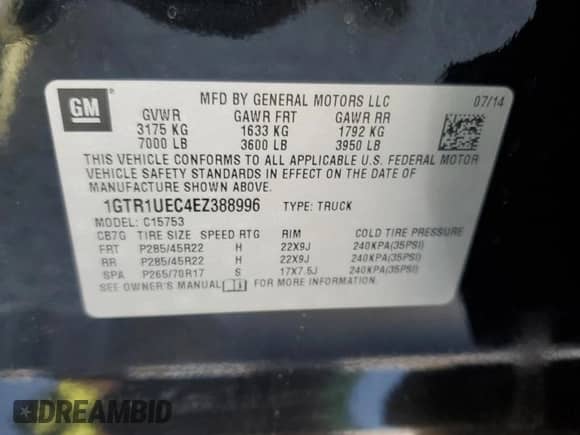 GM
MFD BY GENERAL MOTORS LLC 07/14
GVWR GAWR FRT GAWR RR
3175 KG 1633 KG 1792 KG
7000 LB 3600 LB 3950 LB
THIS VEHICLE CONFORMS TO ALL APPLICABLE U.S. FEDERAL MOTOR
VEHICLE SAFETY STANDARDS IN EFFECT ON THE DATE OF
MANUFACTURE SHOWN ABOVE.
1GTR1UEC4EZ388996 TYPE: TRUCK
MODEL: C15753
CB7G TIRE SIZE SPEED RTG RIM COLD TIRE PRESSURE
FRT P285/45R22 H 22X9J 240KPA(35PSI)
RR P285/45R22 H 22X9J 240KPA(35PSI)
SPA P265/70R17 S 17X7.5J 240KPA(35PSI)
SEE OWNER'S MANUAL FOR MORE INFORMATION.
DREAMBID